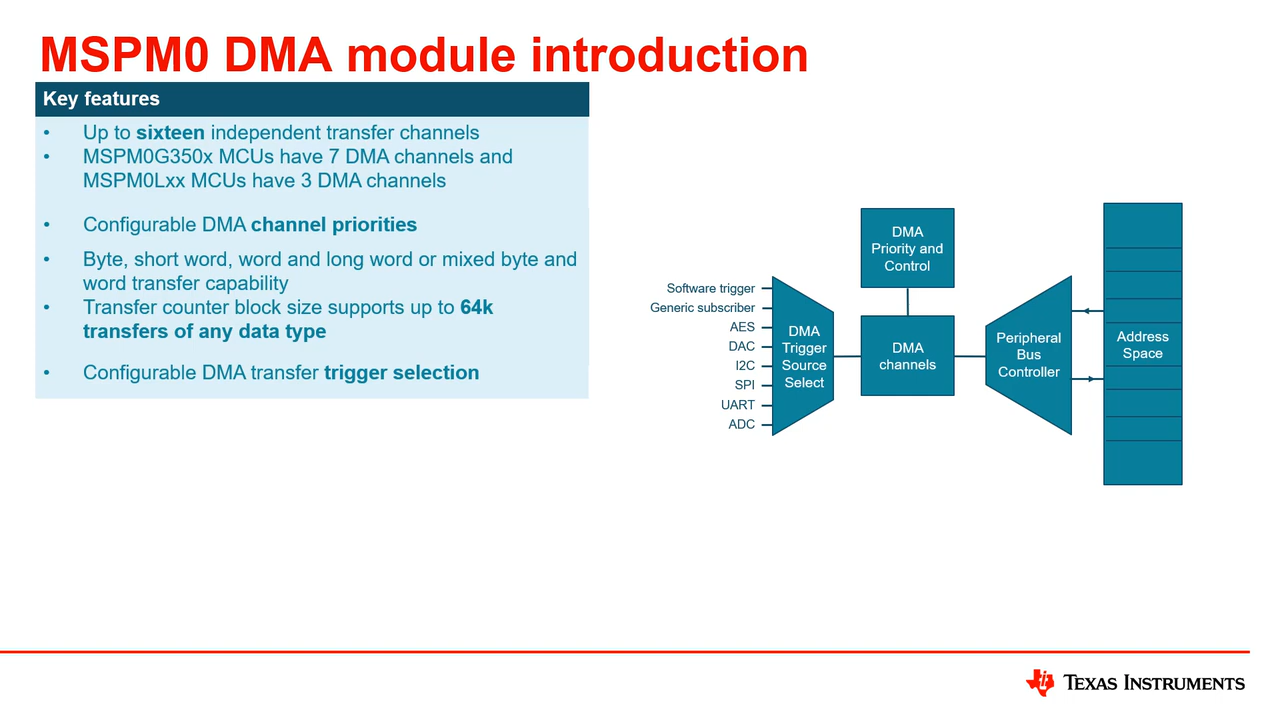 MSPM0 DMA module introduction
Key features
• Up to sixteen independent transfer channels
• MSPM0G350x MCUs have 7 DMA channels and
MSPM0Lxx MCUs have 3 DMA channels
• Configurable DMA channel priorities
• Byte, short word, word and long word or mixed byte and
word transfer capability
• Transfer counter block size supports up to 64k
transfers of any data type
• Configurable DMA transfer trigger selection
Software trigger
Generic subscriber
AES
DAC
I2C
SPI
UART
ADC
DMA
Trigger
Source
Select
DMA
Priority and
Control
DMA
channels
Peripheral
Bus
Controller
Address
Space
TEXAS INSTRUMENTS